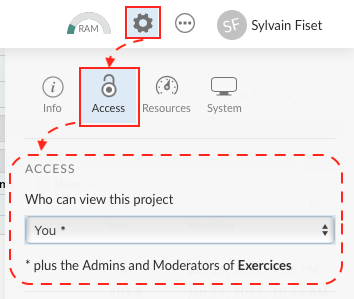 RAM
SF Sylvain Fiset
Info Access Resources System
ACCESS
Who can view this project
You *
* plus the Admins and Moderators of Exercices